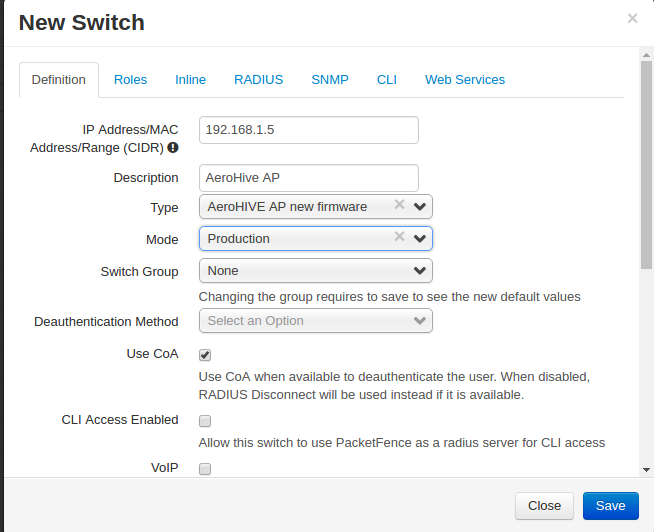 New Switch
×
Definition
Roles
Inline
RADIUS
SNMP
CLI
Web Services
IP Address/MAC
Address/Range (CIDR)
192.168.1.5
Description
AeroHive AP
Type
AeroHIVE AP new firmware
Mode
Production
Switch Group
None
Changing the group requires to save to see the new default values
Deauthentication Method
Select an Option
Use CoA
Use CoA when available to deauthenticate the user. When disabled,
RADIUS Disconnect will be used instead if it is available.
CLI Access Enabled
Allow this switch to use PacketFence as a radius server for CLI access
VoIP
Close
Save